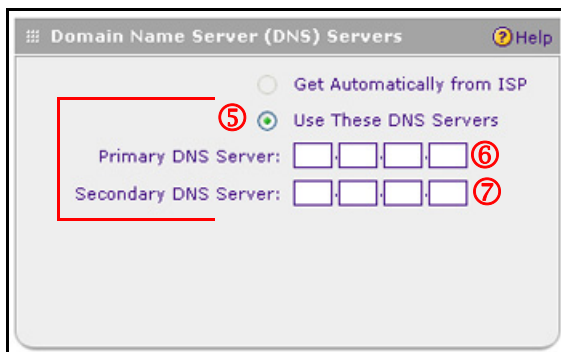 Domain Name Server (DNS) Servers ? Help
Get Automatically from ISP
⑤ Use These DNS Servers
Primary DNS Server: . . . ⑥
Secondary DNS Server: . . . ⑦